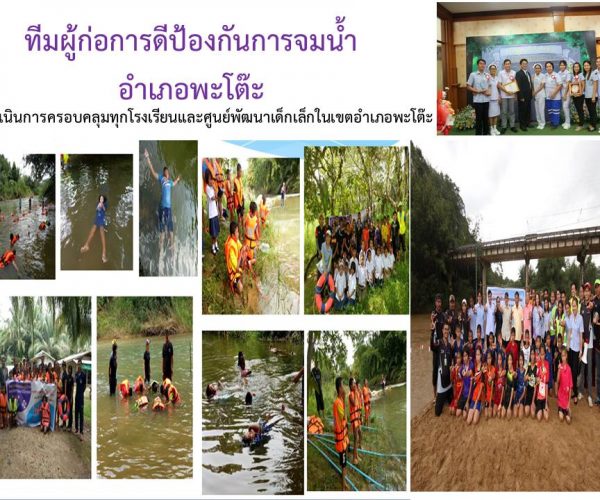 ทีมผู้ก่อการดีป้องกันการจมน้ำ
อำเภอพะโต๊ะ
เนินการครอบคลุมทุกโรงเรียนและศูนย์พัฒนาเด็กเล็กในเขตอำเภอพะโต๊ะ